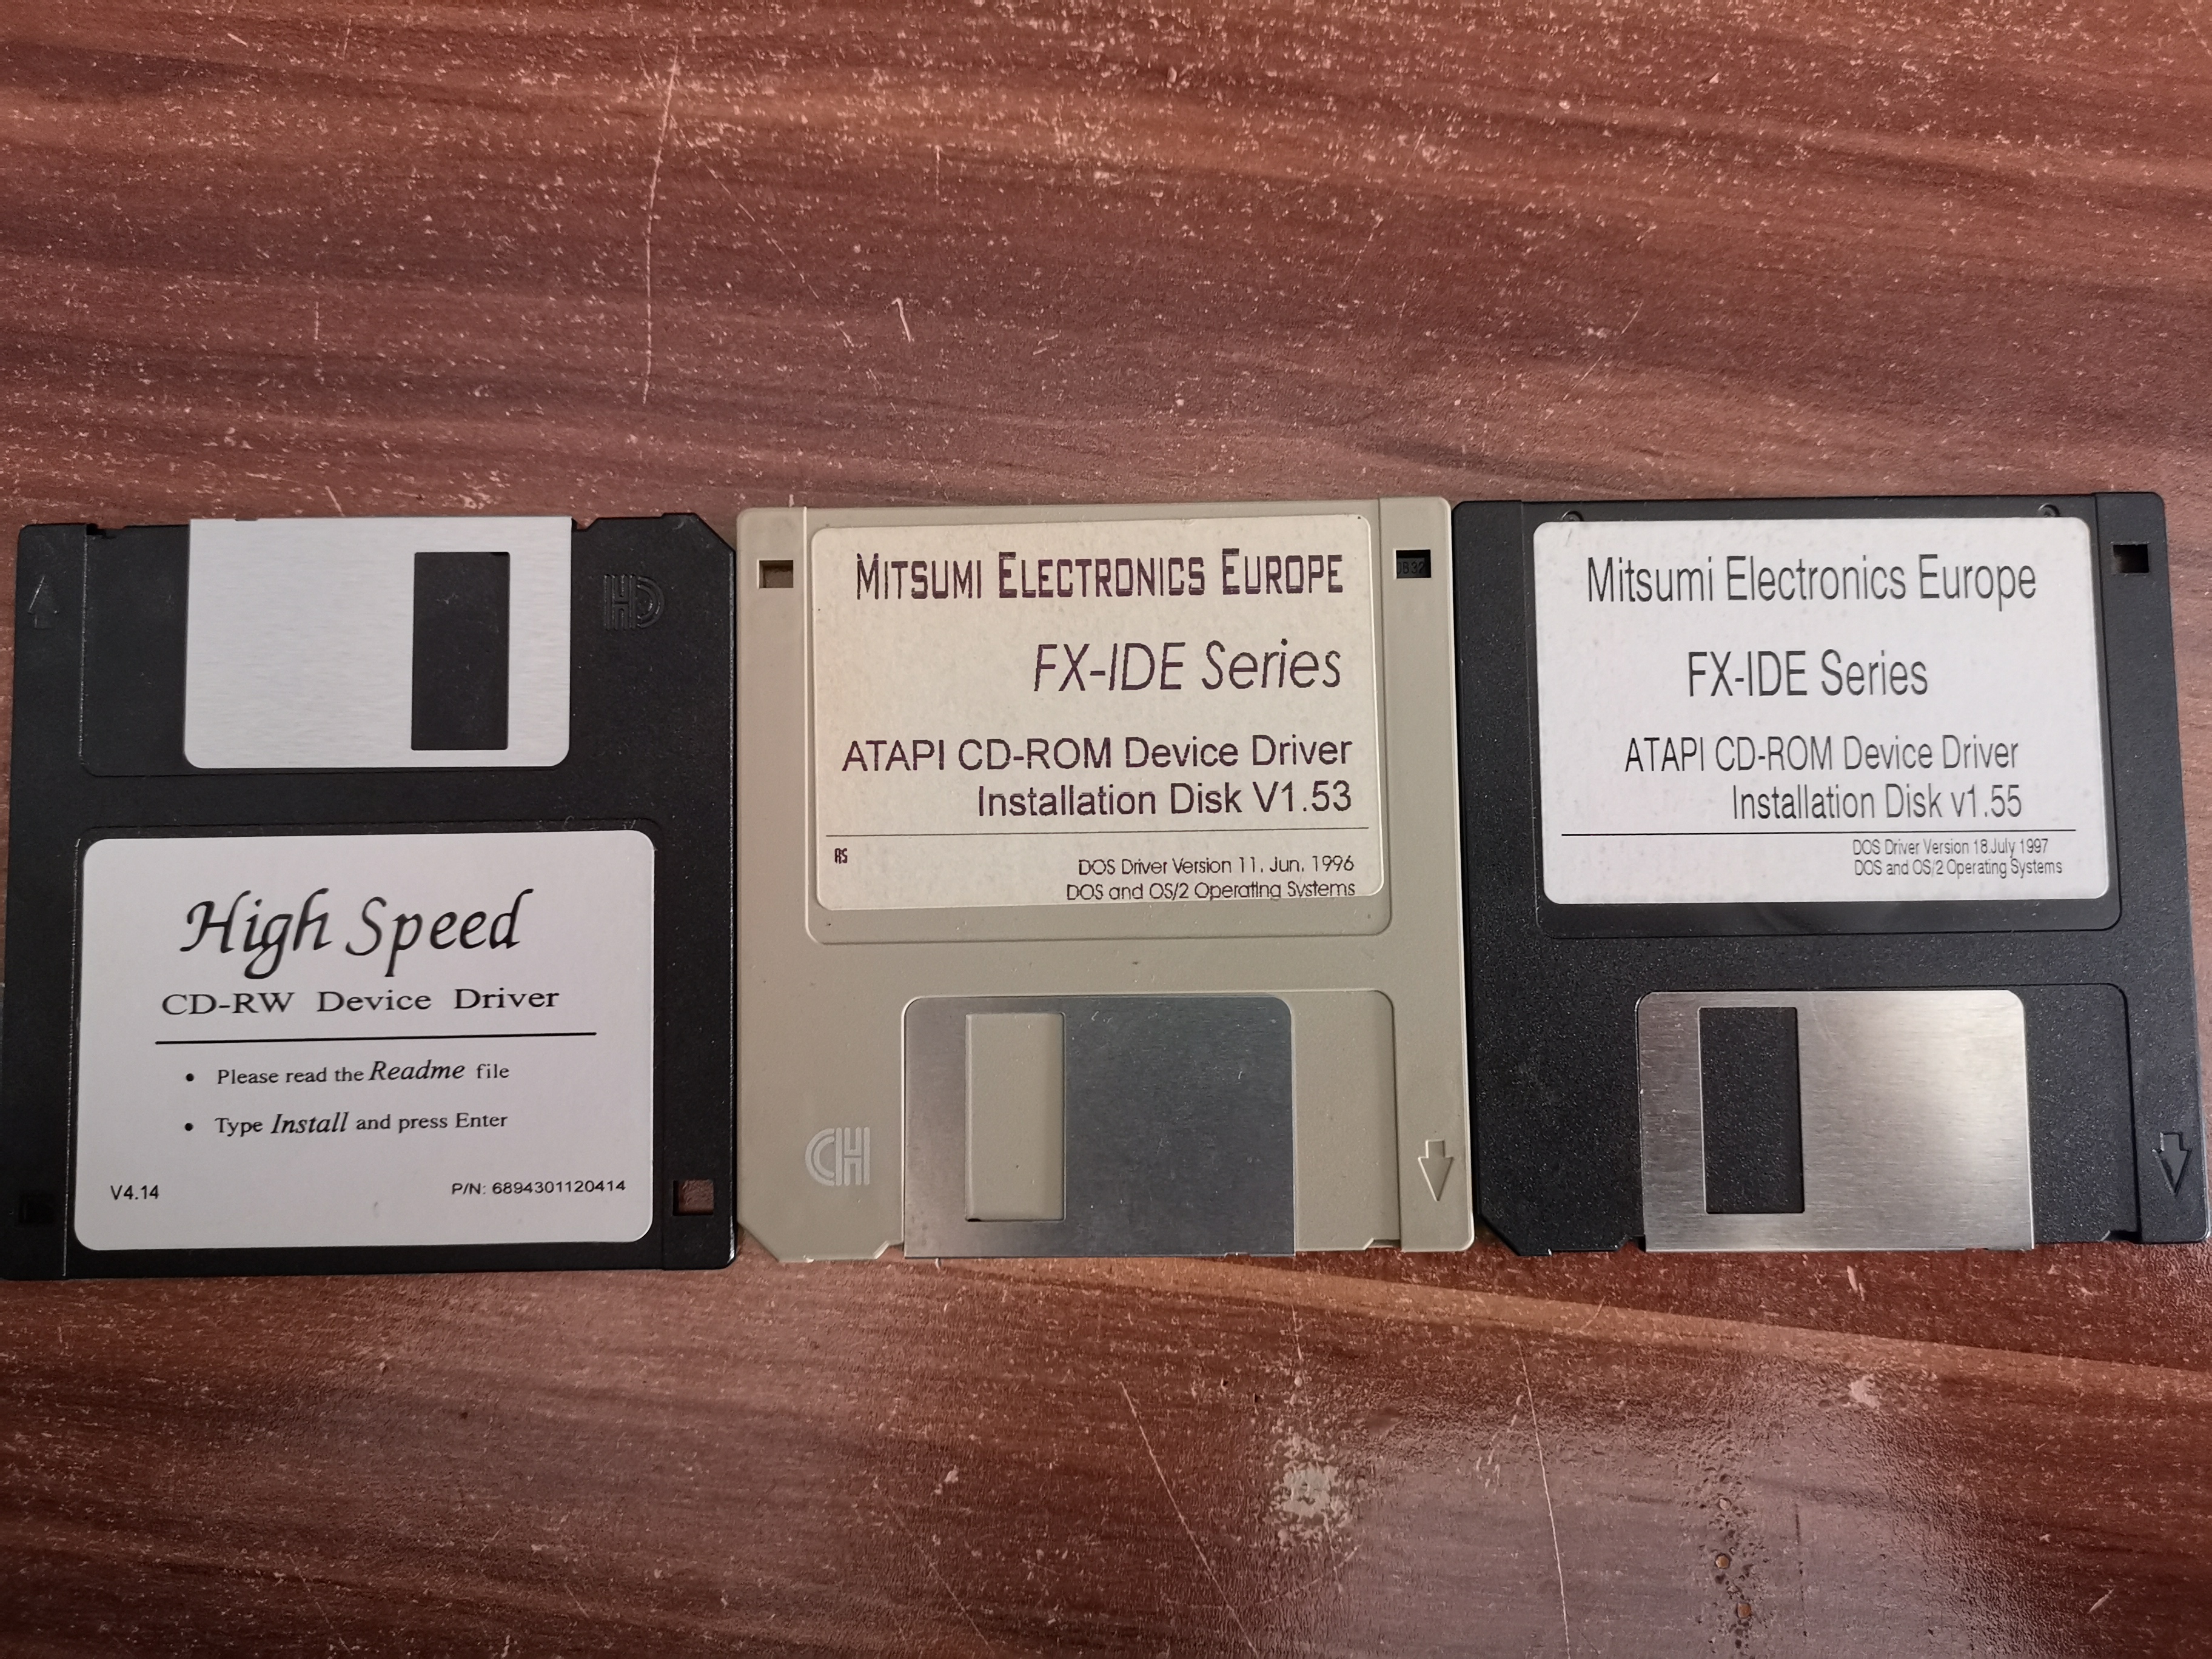 HD
High Speed
CD-RW Device Driver
• Please read the Readme file
• Type Install and press Enter
V4.14 P/N: 6894301120414
MITSUMI ELECTRONICS EUROPE
FX-IDE Series
ATAPI CD-ROM Device Driver
Installation Disk V1.53
AS
DOS Driver Version 11. Jun. 1996
DOS and OS/2 Operating Systems
HD
Mitsumi Electronics Europe
FX-IDE Series
ATAPI CD-ROM Device Driver
Installation Disk v1.55
DOS Driver Version 18.July 1997
DOS and OS/2 Operating Systems